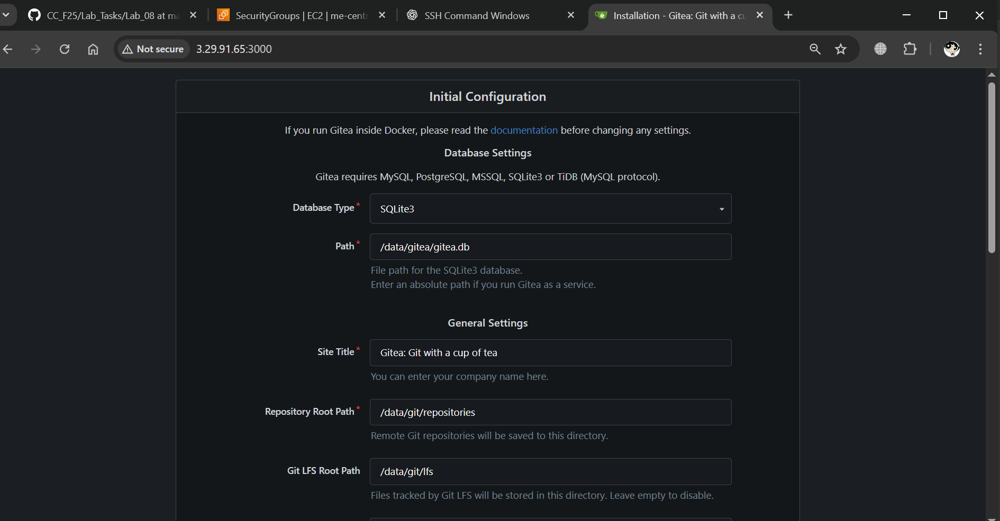 CC_F25/Lab_Tasks/Lab_08 at ma
SecurityGroups | EC2 | me-centr
SSH Command Windows
Installation - Gitea: Git with a cu
Not secure
3.29.91.65:3000
Initial Configuration
If you run Gitea inside Docker, please read the documentation before changing any settings.
Database Settings
Gitea requires MySQL, PostgreSQL, MSSQL, SQLite3 or TiDB (MySQL protocol).
Database Type *
SQLite3
Path *
/data/gitea/gitea.db
File path for the SQLite3 database.
Enter an absolute path if you run Gitea as a service.
General Settings
Site Title *
Gitea: Git with a cup of tea
You can enter your company name here.
Repository Root Path *
/data/git/repositories
Remote Git repositories will be saved to this directory.
Git LFS Root Path
/data/git/lfs
Files tracked by Git LFS will be stored in this directory. Leave empty to disable.